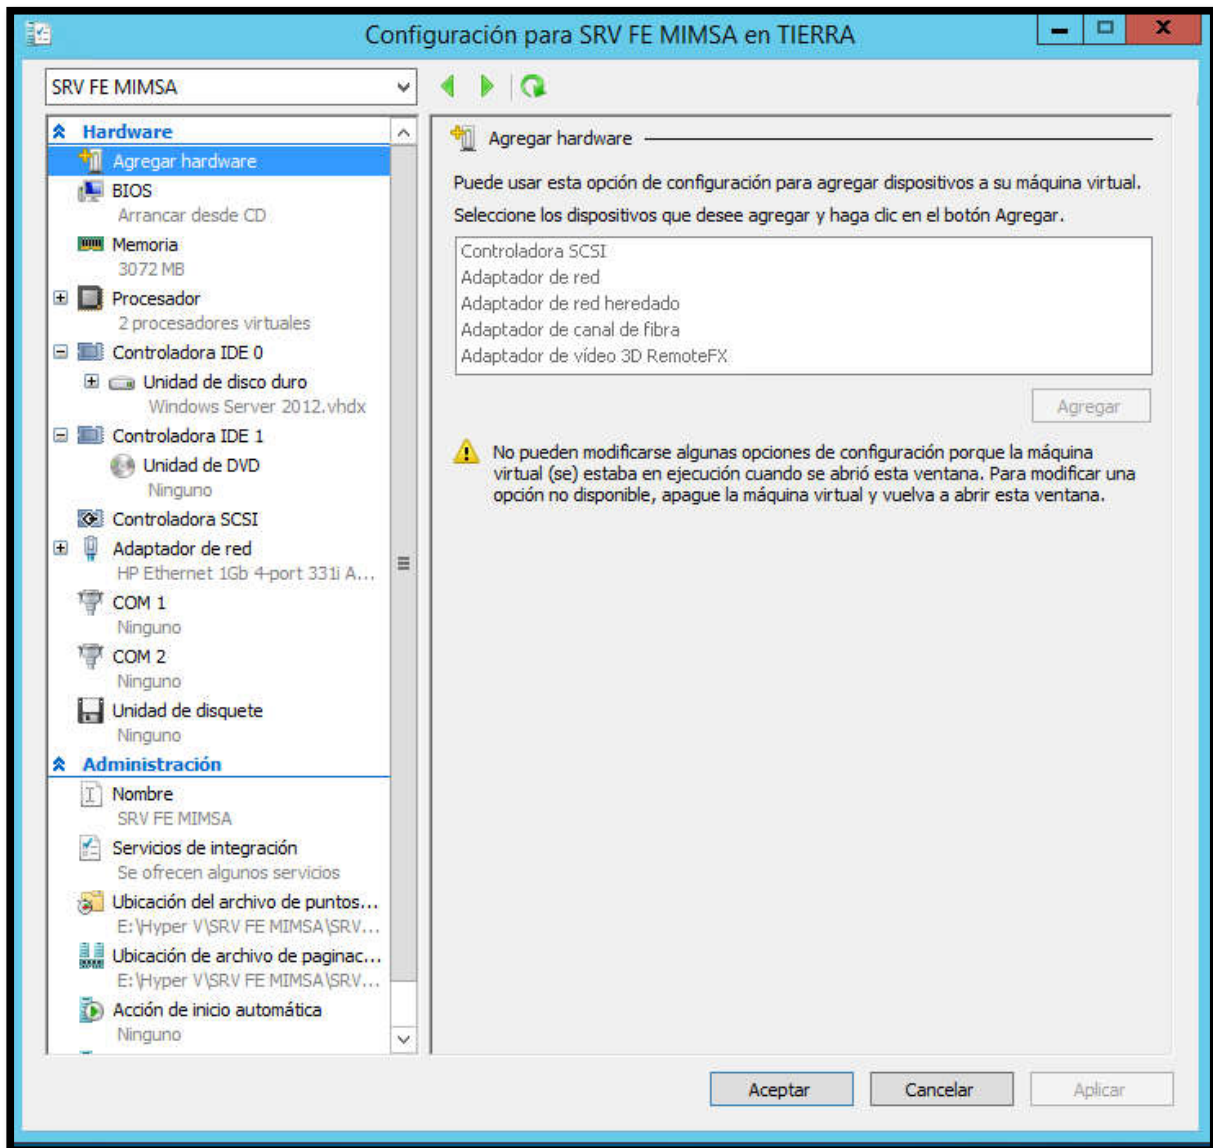 Configuración para SRV FE MIMSA en TIERRA
SRV FE MIMSA
Hardware
Agregar hardware
BIOS
Arrancar desde CD
Memoria
3072 MB
Procesador
2 procesadores virtuales
Controladora IDE 0
Unidad de disco duro
Windows Server 2012.vhdx
Controladora IDE 1
Unidad de DVD
Ninguno
Controladora SCSI
Adaptador de red
HP Ethernet 1Gb 4-port 331i A...
COM 1
Ninguno
COM 2
Ninguno
Unidad de disquete
Ninguno
Administración
Nombre
SRV FE MIMSA
Servicios de integración
Se ofrecen algunos servicios
Ubicación del archivo de puntos...
E:\Hyper V\SRV FE MIMSA\SRV...
Ubicación de archivo de paginac...
E:\Hyper V\SRV FE MIMSA\SRV...
Acción de inicio automática
Ninguno
Agregar hardware
Puede usar esta opción de configuración para agregar dispositivos a su máquina virtual.
Seleccione los dispositivos que desee agregar y haga clic en el botón Agregar.
Controladora SCSI
Adaptador de red
Adaptador de red heredado
Adaptador de canal de fibra
Adaptador de vídeo 3D RemoteFX
Agregar
No pueden modificarse algunas opciones de configuración porque la máquina
virtual (se) estaba en ejecución cuando se abrió esta ventana. Para modificar una
opción no disponible, apague la máquina virtual y vuelva a abrir esta ventana.
Aceptar
Cancelar
Aplicar